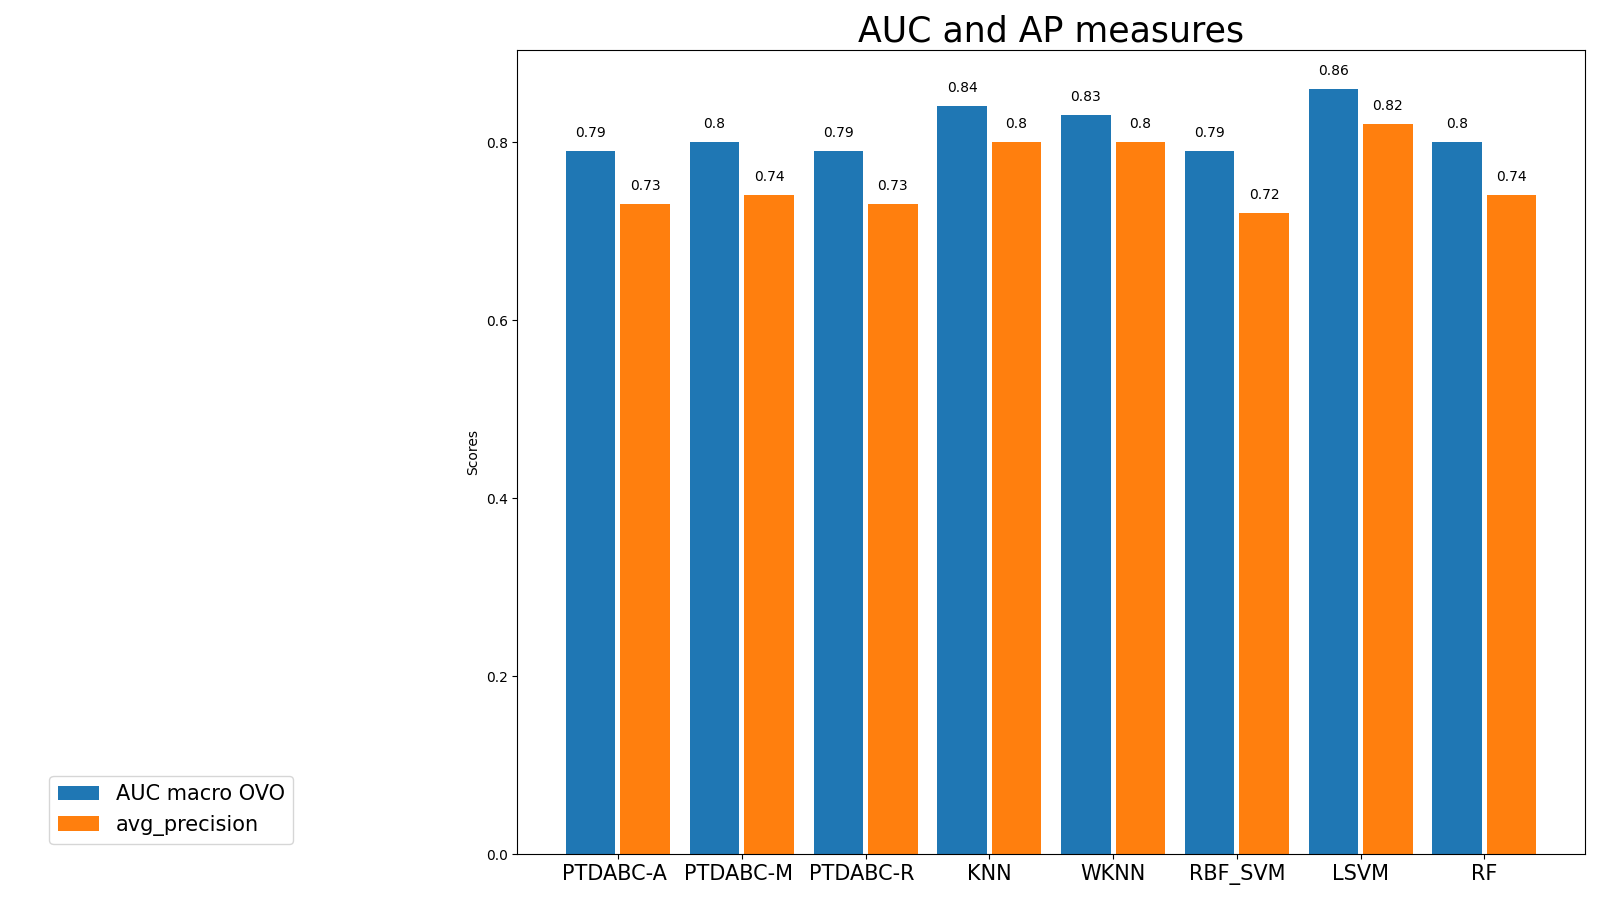 AUC and AP measures
0.79
0.73
0.8
0.74
0.79
0.73
0.84
0.8
0.83
0.8
0.79
0.72
0.86
0.82
0.8
0.74
0.8
0.6
0.4
0.2
0.0
Scores
PTDABC-A
PTDABC-M
PTDABC-R
KNN
WKNN
RBF_SVM
LSVM
RF
AUC macro OVO
avg_precision